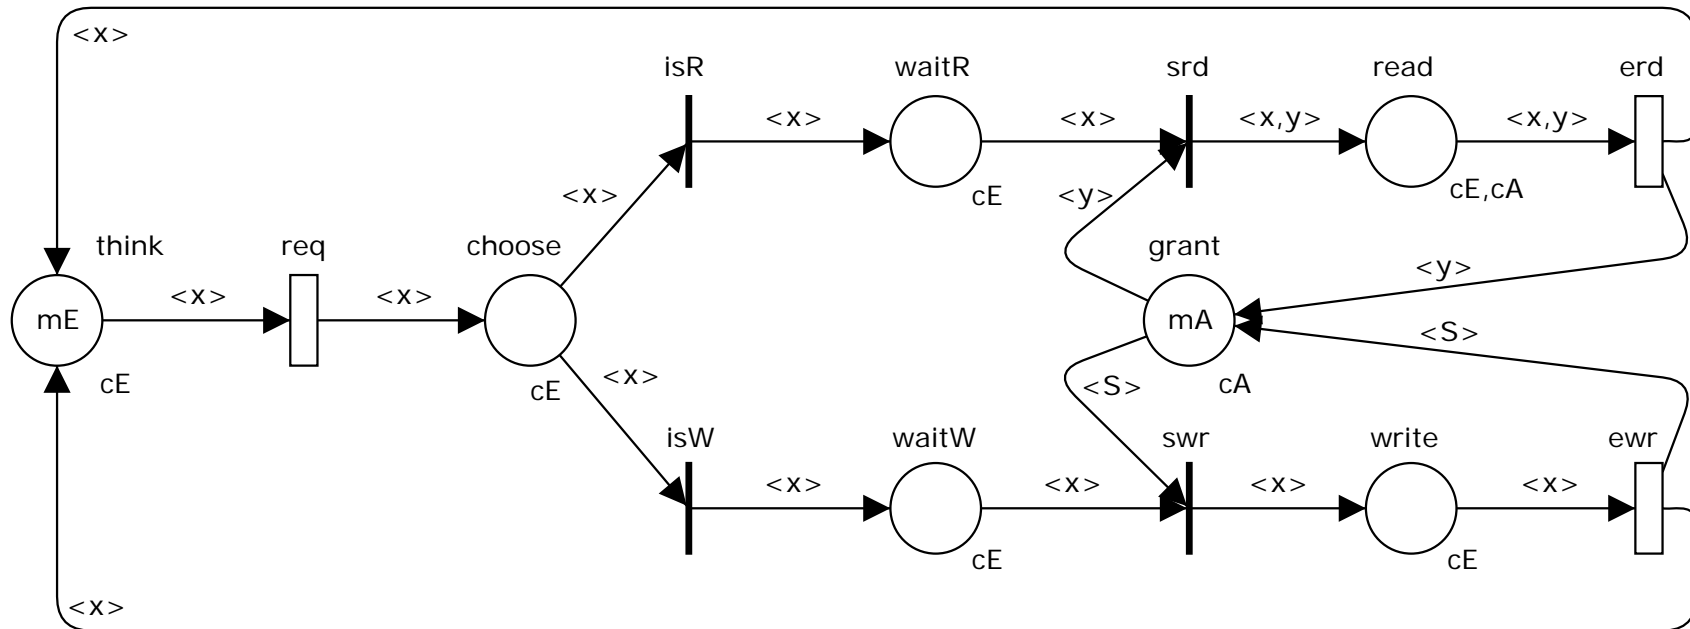 <x>
isR waitR srd read erd
<x> <x> <x,y> <x,y>
<x> <y> cE cE,cA
think req choose grant
<x> <x> <y>
mE mA
<S>
cE cE <x> <S> cA
isW waitW swr write ewr
<x> <x> <x> <x>
cE cE
<x>